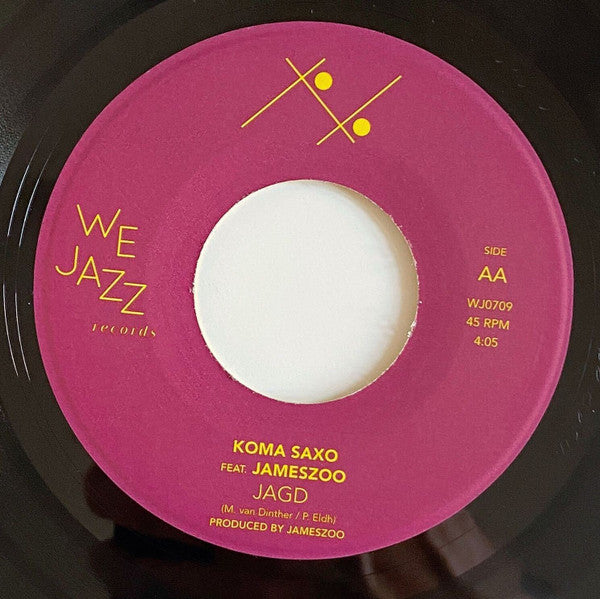 WE
JAZZ
records
SIDE
AA
WJ0709
45 RPM
4:05
KOMA SAXO
FEAT. JAMESZOO
JAGD
(M. van Dinther / P. Eldh)
PRODUCED BY JAMESZOO